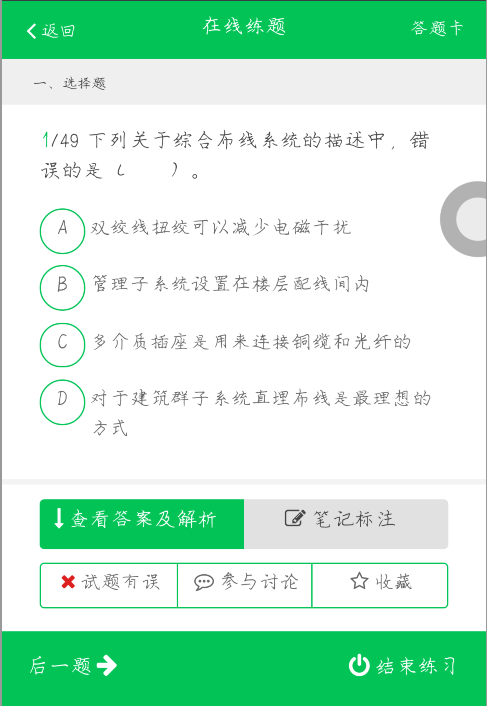 返回 在线练题 答题卡
一、选择题
1/49 下列关于综合布线系统的描述中，错
误的是（ ）。
A 双绞线扭绞可以减少电磁干扰
B 管理子系统设置在楼层配线间内
C 多介质插座是用来连接铜缆和光纤的
D 对于建筑群子系统直埋布线是最理想的
方式
查看答案及解析 笔记标注
试题有误 参与讨论 收藏
后一题 结束练习